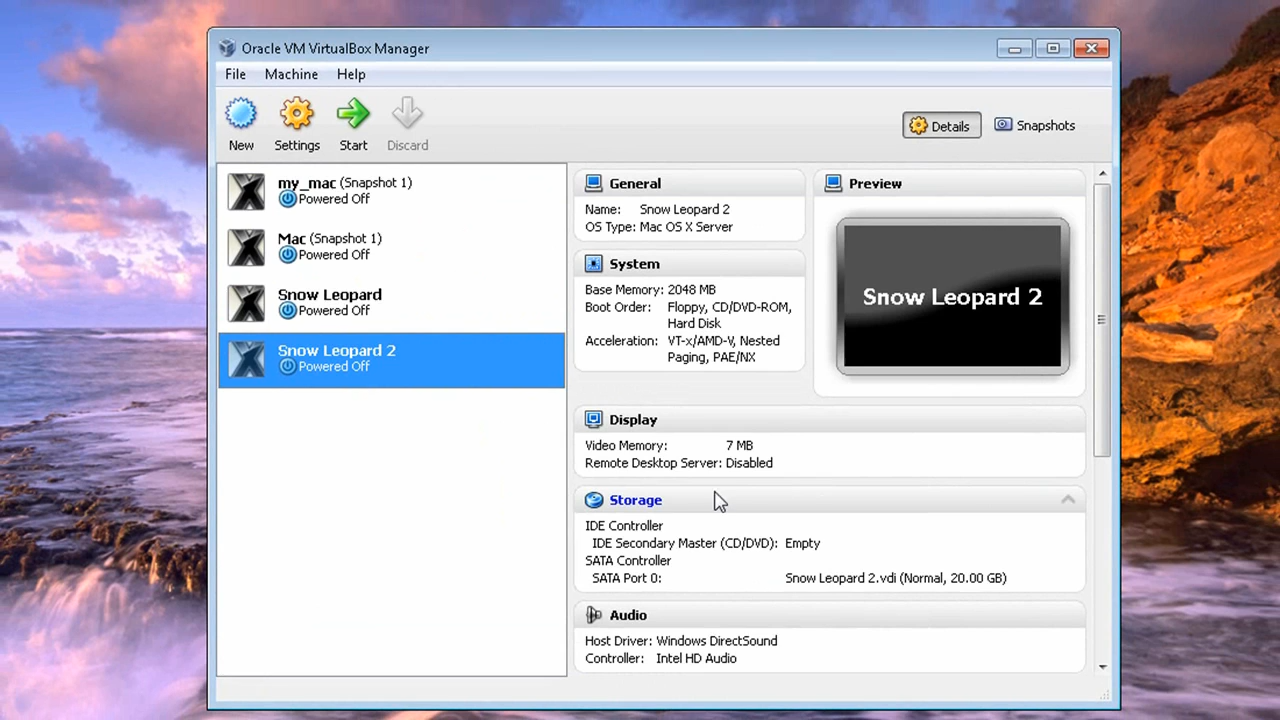 Oracle VM VirtualBox Manager
File Machine Help
New Settings Start Discard
Details Snapshots
my_mac (Snapshot 1)
Powered Off
Mac (Snapshot 1)
Powered Off
Snow Leopard
Powered Off
Snow Leopard 2
Powered Off
General
Name: Snow Leopard 2
OS Type: Mac OS X Server
System
Base Memory: 2048 MB
Boot Order: Floppy, CD/DVD-ROM,
Hard Disk
Acceleration: VT-x/AMD-V, Nested
Paging, PAE/NX
Preview
Snow Leopard 2
Display
Video Memory: 7 MB
Remote Desktop Server: Disabled
Storage
IDE Controller
IDE Secondary Master (CD/DVD): Empty
SATA Controller
SATA Port 0: Snow Leopard 2.vdi (Normal, 20.00 GB)
Audio
Host Driver: Windows DirectSound
Controller: Intel HD Audio